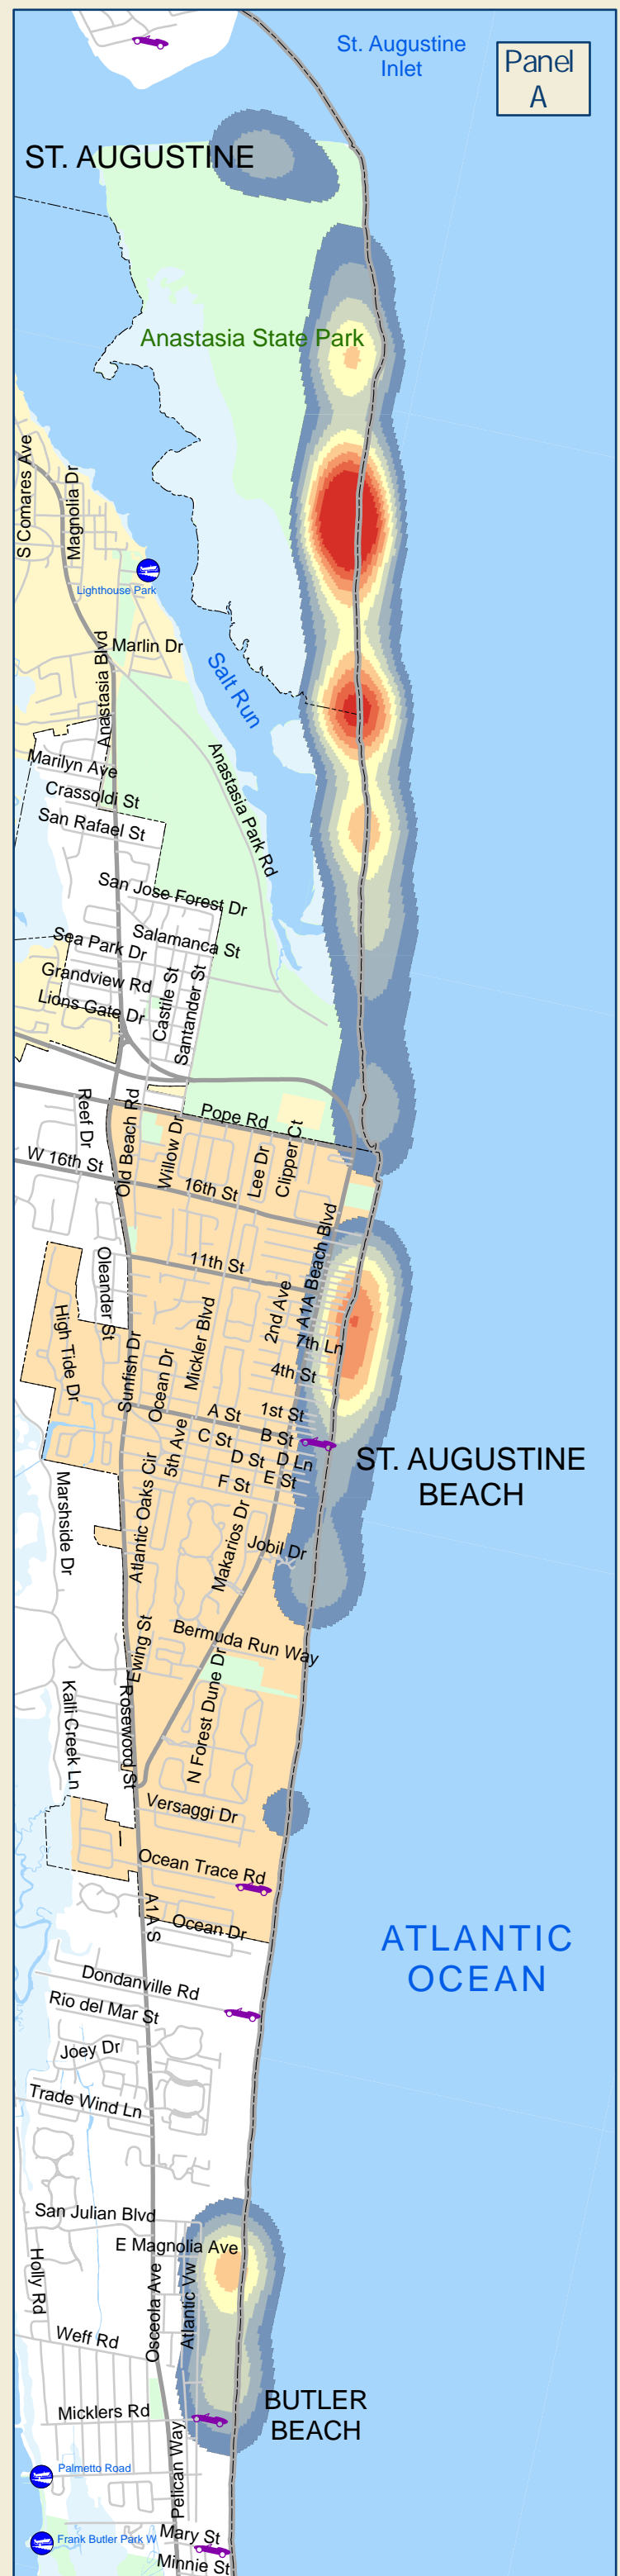 St. Augustine
Inlet
Panel
A
ST. AUGUSTINE
Anastasia State Park
S Comares Ave
Magnolia Dr
Lighthouse Park
Marlin Dr
Anastasia Blvd
Salt Run
Marilyn Ave
Crassoldi St
San Rafael St
Anastasia Park Rd
San Jose Forest Dr
Sea Park Dr
Salamanca St
Grandview Rd
Lions Gate Dr
Castile St
Santander St
Reef Dr
Old Beach Rd
Pope Rd
Willow Dr
Lee Dr
Clipper Ct
W 16th St
16th St
11th St
Oleander St
2nd Ave
A1A Beach Blvd
High Tide Dr
Sunfish Dr
Ocean Dr
Mickler Blvd
7th Ln
4th St
A St
1st St
C St
B St
5th Ave
D St
D Ln
F St
E St
ST. AUGUSTINE
BEACH
Marshside Dr
Atlantic Oaks Cir
Makarios Dr
Jobil Dr
Ewing St
Bermuda Run Way
Kalli Creek Ln
Rosewood St
N Forest Dune Dr
Versaggi Dr
Ocean Trace Rd
A1A S
Ocean Dr
ATLANTIC
OCEAN
Dondanville Rd
Rio del Mar St
Joey Dr
Trade Wind Ln
San Julian Blvd
E Magnolia Ave
Holly Rd
Osceola Ave
Atlantic Vw
Weff Rd
BUTLER
BEACH
Micklers Rd
Pelican Way
Palmetto Road
Frank Butler Park W
Mary St
Minnie St